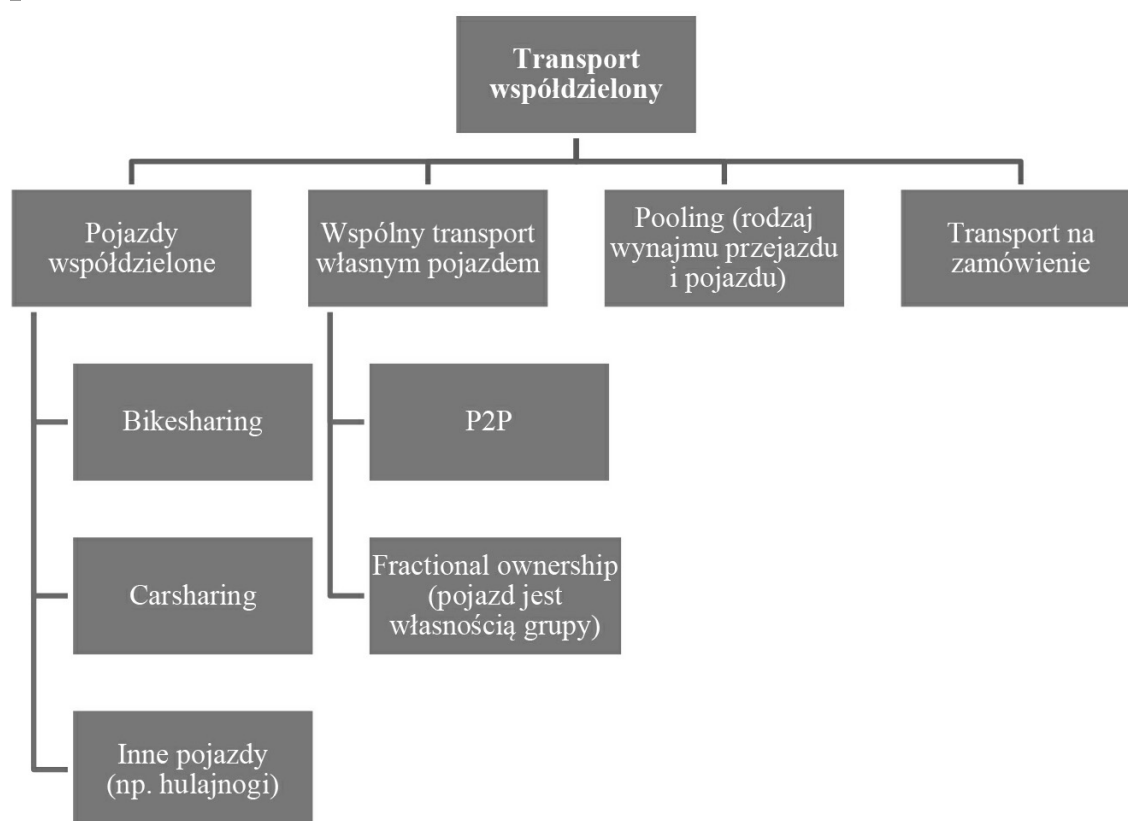 Transport
współdzielony
Pojazdy
współdzielone
Wspólny transport
własnym pojazdem
Pooling (rodzaj
wynajmu przejazdu
i pojazdu)
Transport na
zamówienie
Bikesharing
P2P
Carsharing
Fractional ownership
(pojazd jest
własnością grupy)
Inne pojazdy
(np. hulajnogi)